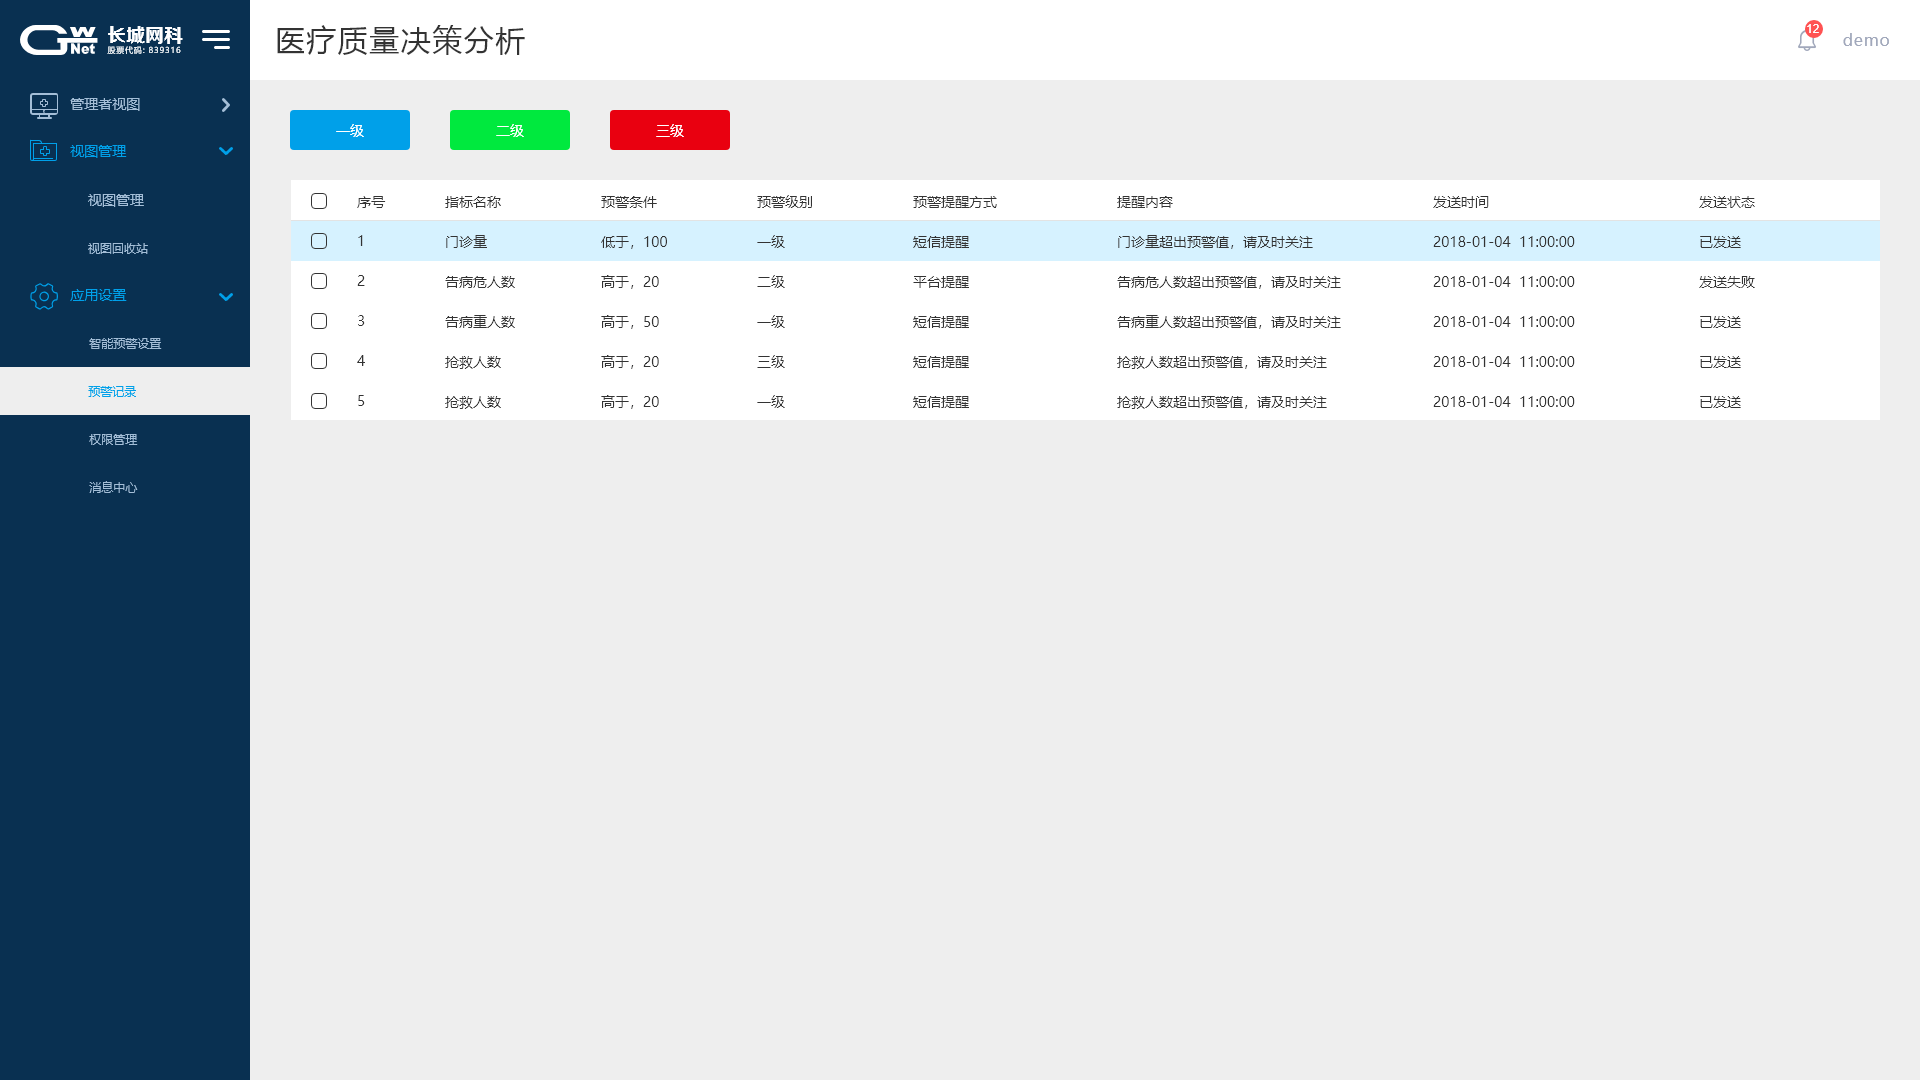 GW Net 长城网科
股票代码: 839316
医疗质量决策分析
12
demo
管理者视图
视图管理
视图管理
视图回收站
应用设置
智能预警设置
预警记录
权限管理
消息中心
一级 二级 三级
序号 指标名称 预警条件 预警级别 预警提醒方式 提醒内容 发送时间 发送状态
1 门诊量 低于，100 一级 短信提醒 门诊量超出预警值，请及时关注 2018-01-04 11:00:00 已发送
2 告病危人数 高于，20 二级 平台提醒 告病危人数超出预警值，请及时关注 2018-01-04 11:00:00 发送失败
3 告病重人数 高于，50 一级 短信提醒 告病重人数超出预警值，请及时关注 2018-01-04 11:00:00 已发送
4 抢救人数 高于，20 三级 短信提醒 抢救人数超出预警值，请及时关注 2018-01-04 11:00:00 已发送
5 抢救人数 高于，20 一级 短信提醒 抢救人数超出预警值，请及时关注 2018-01-04 11:00:00 已发送